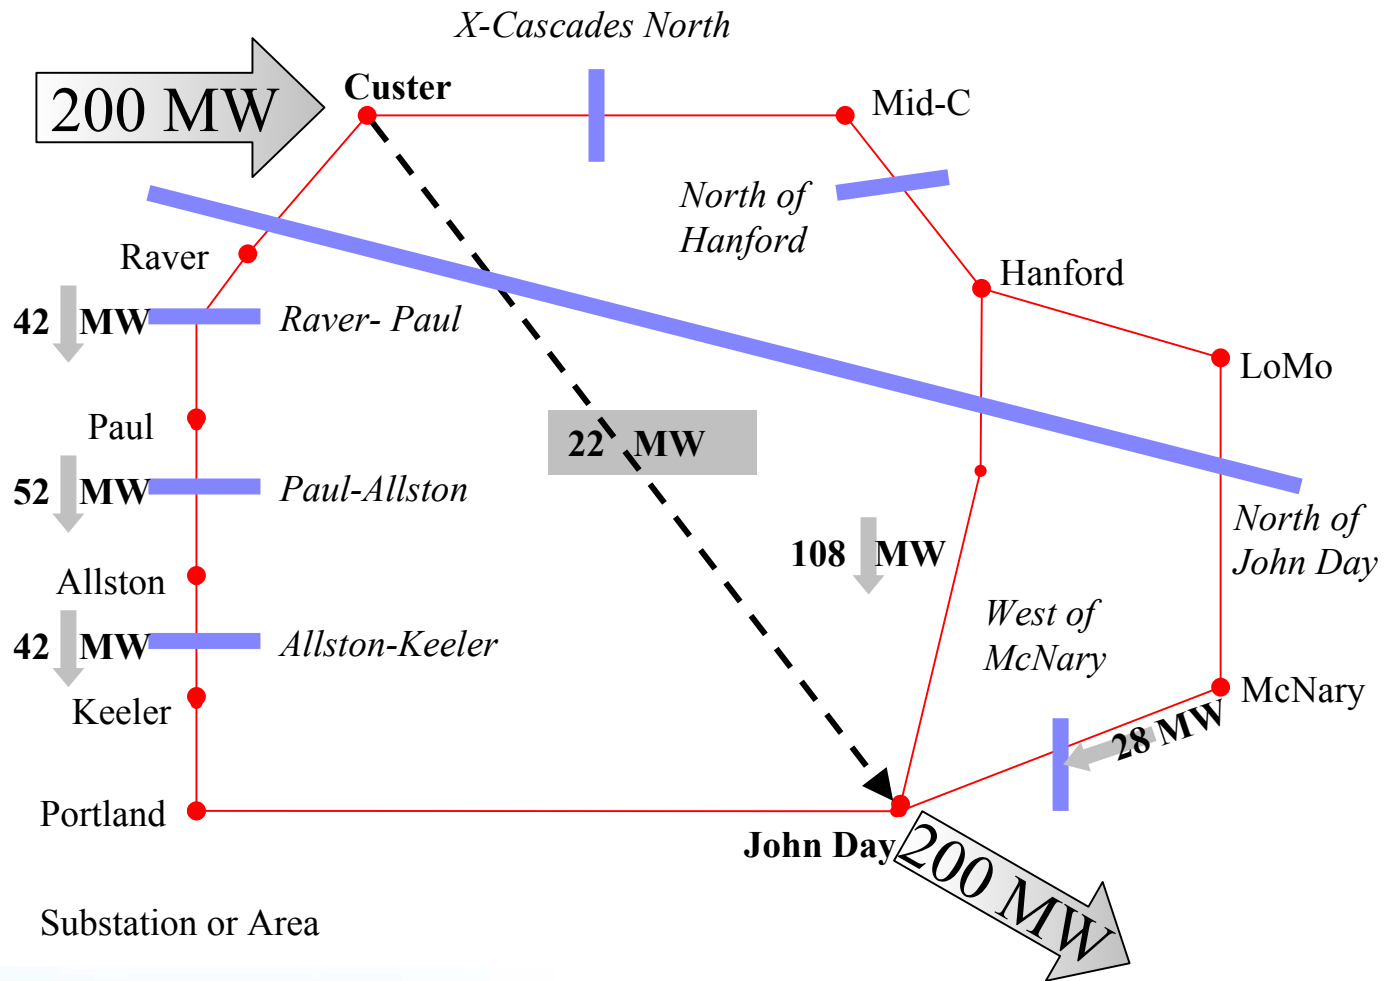 X-Cascades North
200 MW
Custer
Mid-C
North of
Hanford
Raver
Hanford
42 MW
Raver- Paul
LoMo
Paul
22 MW
52 MW
Paul-Allston
North of
John Day
108 MW
Allston
West of
McNary
42 MW
Allston-Keeler
McNary
Keeler
28 MW
Portland
John Day
200 MW
Substation or Area